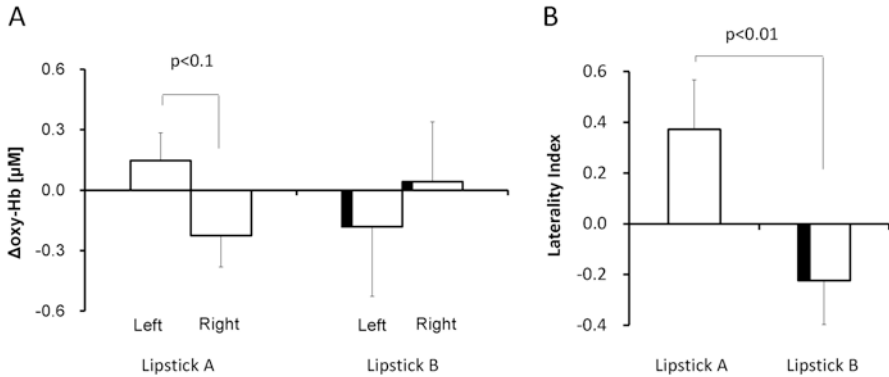 A
p<0.1
Δoxy-Hb [µM]
0.6
0.3
0.0
-0.3
-0.6
Left
Right
Left
Right
Lipstick A
Lipstick B
B
p<0.01
Laterality Index
0.6
0.4
0.2
0.0
-0.2
-0.4
Lipstick A
Lipstick B